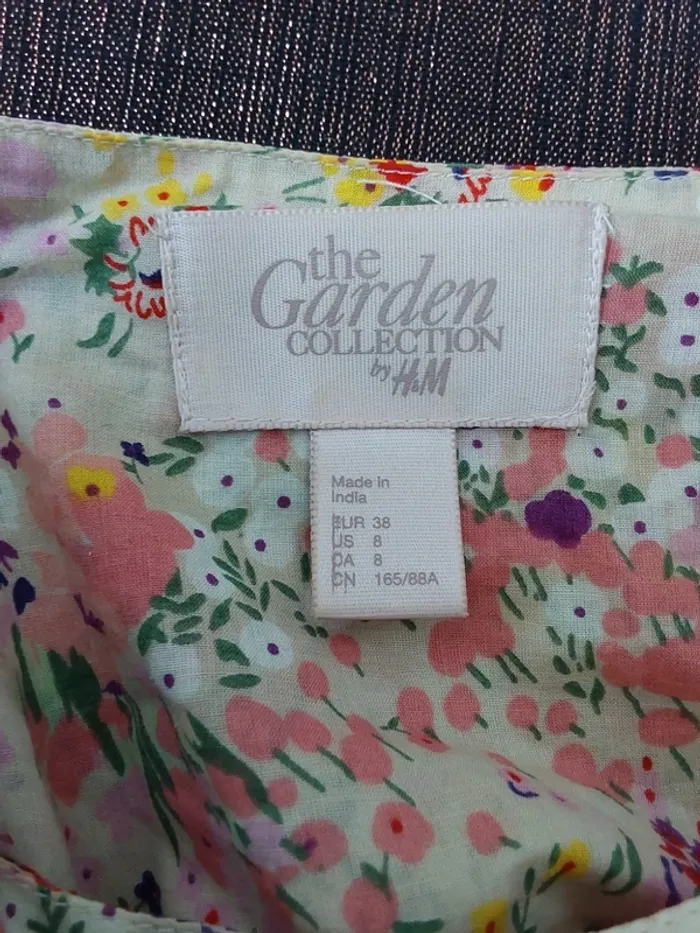 the
Garden
COLLECTION
by H&M
Made in
India
EUR 38
US 8
CA 8
CN 165/88A